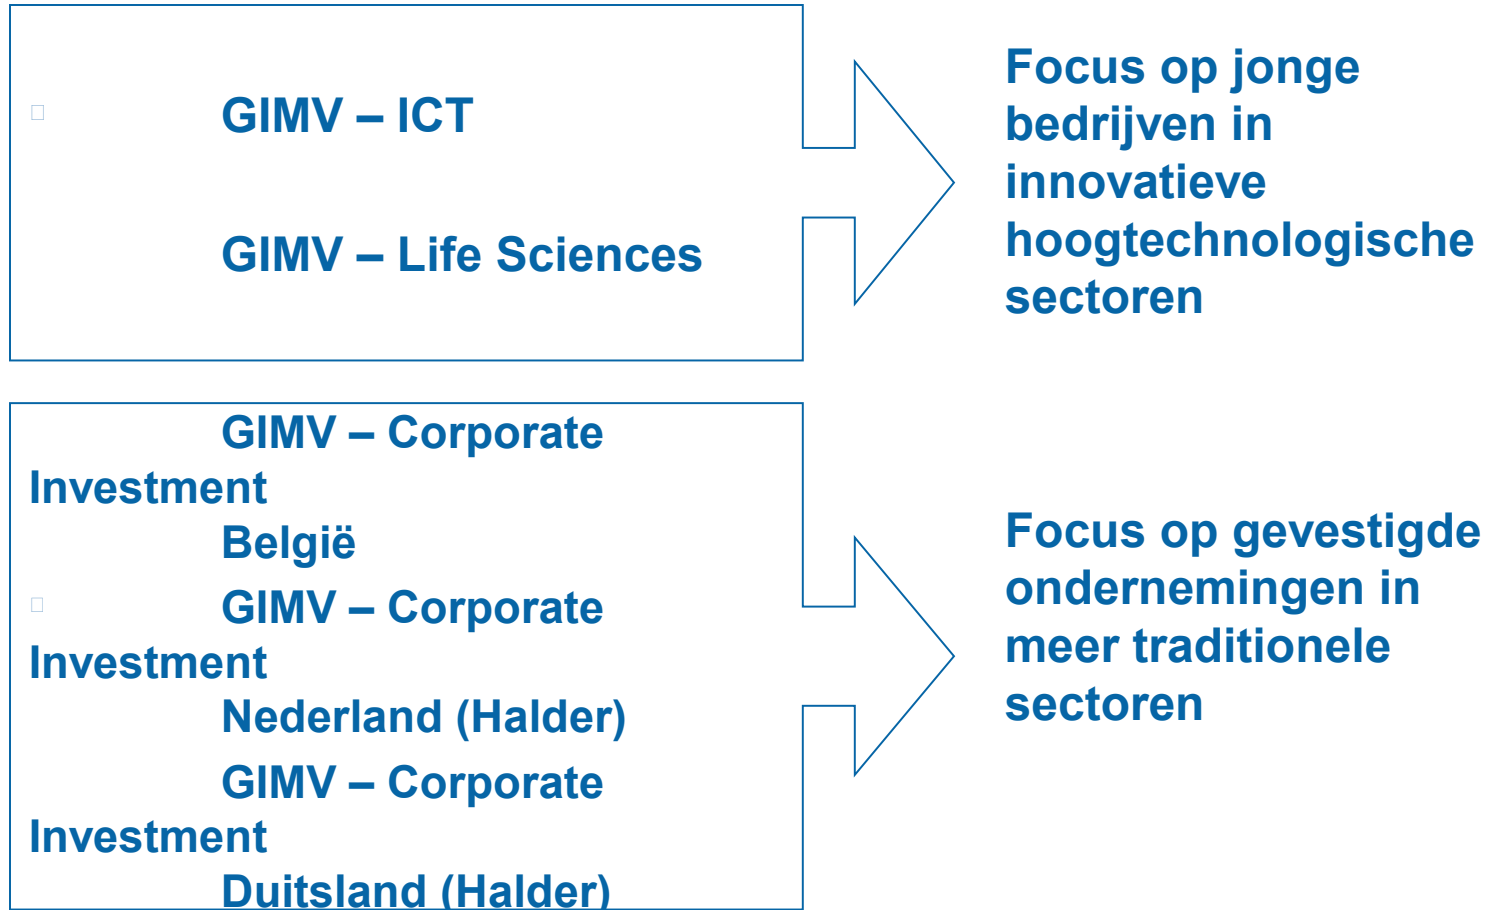 GIMV – ICT
GIMV – Life Sciences
Focus op jonge
bedrijven in
innovatieve
hoogtechnologische
sectoren
GIMV – Corporate
Investment
België
GIMV – Corporate
Investment
Nederland (Halder)
GIMV – Corporate
Investment
Duitsland (Halder)
Focus op gevestigde
ondernemingen in
meer traditionele
sectoren